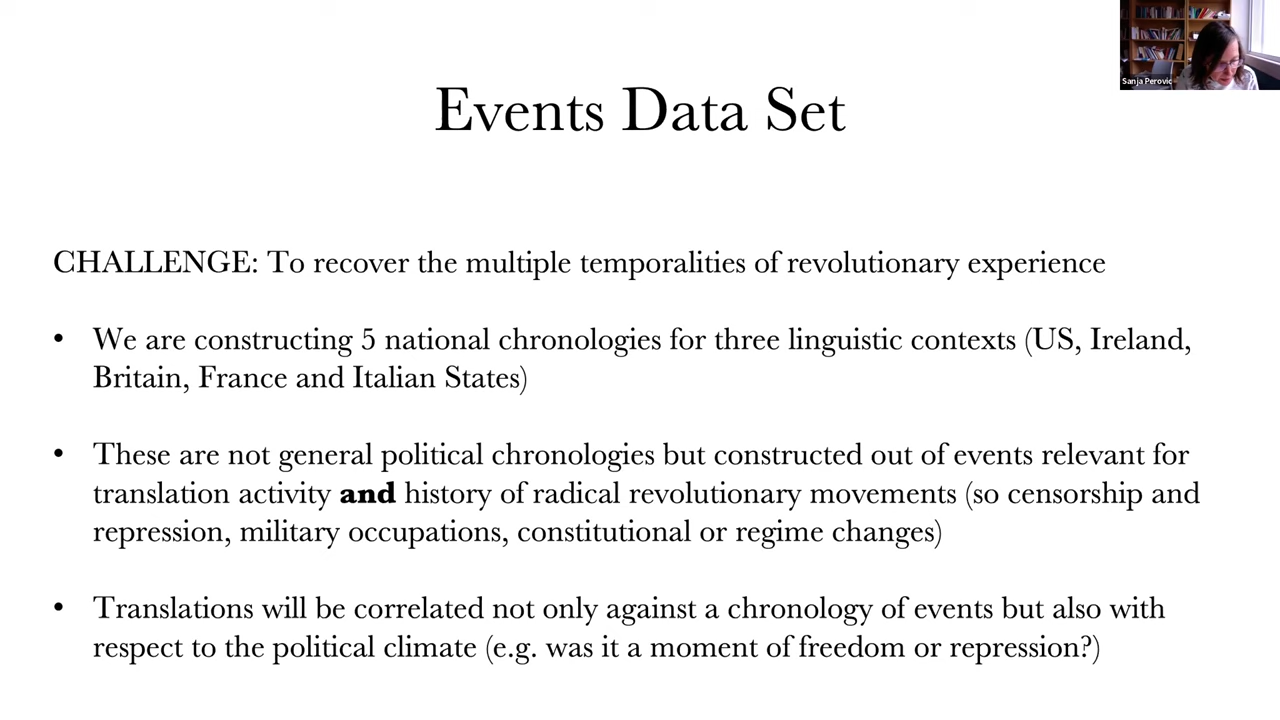 Sanja Perovic
Events Data Set
CHALLENGE: To recover the multiple temporalities of revolutionary experience
• We are constructing 5 national chronologies for three linguistic contexts (US, Ireland,
Britain, France and Italian States)
• These are not general political chronologies but constructed out of events relevant for
translation activity and history of radical revolutionary movements (so censorship and
repression, military occupations, constitutional or regime changes)
• Translations will be correlated not only against a chronology of events but also with
respect to the political climate (e.g. was it a moment of freedom or repression?)